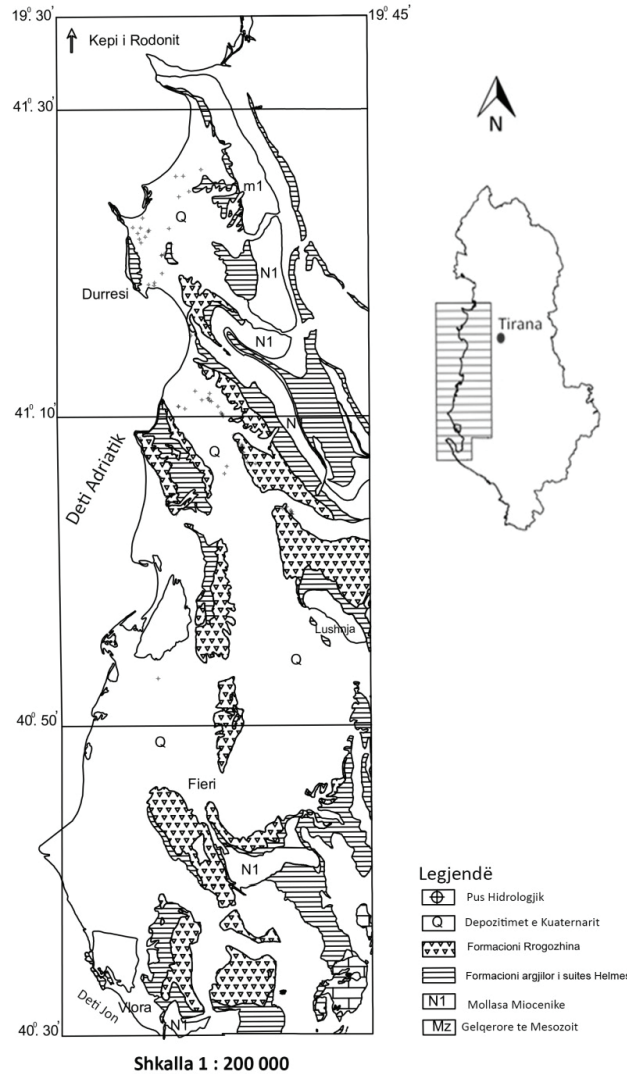 19° 30'
19° 45'
Kepi i Rodonit
N
41° 30'
m1
Q
N1
Durresi
N1
Tirana
41° 10'
N
Q
Deti Adriatik
Lushnja
Q
40° 50'
Q
Fieri
N1
Legjendë
Pus Hidrologjik
Q Depozitimet e Kuaternarit
Formacioni Rrogozhina
Formacioni argjilor i suites Helmes
N1 Mollasa Miocenike
Mz Gelqerore te Mesozoit
Deti Jon
Vlora
N1
40° 30'
Shkalla 1 : 200 000